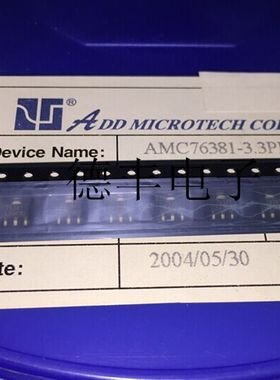 ADD MICROTECH COR
Device Name: AMC76381-3.3P
德丰电子
te: 2004/05/30